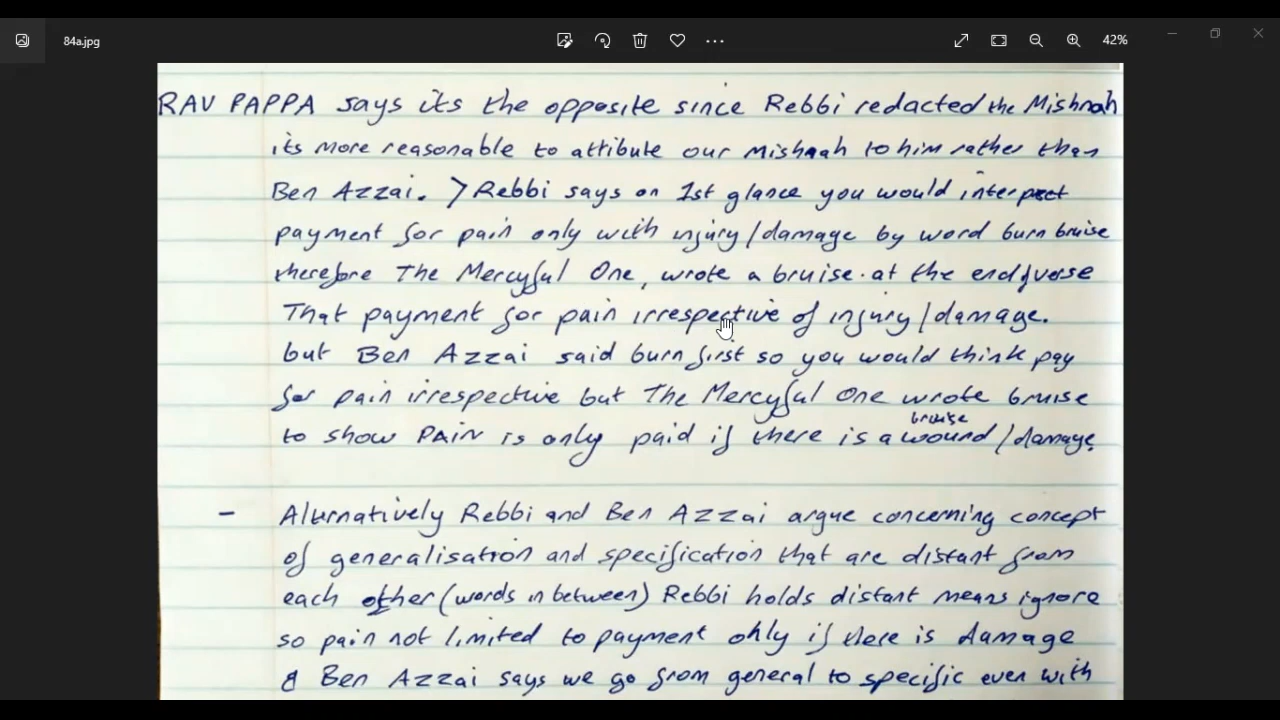 84a.jpg
42%
RAV PAPPA says its the opposite since Rebbi redacted the Mishnah
its more reasonable to attibute our Mishnah to him rather than
Ben Azzai. > Rebbi says on 1st glance you would interpret
payment for pain only with injury/damage by word burn bruise
therefore The Mercyful One, wrote a bruise at the end verse
That payment for pain irrespective of injury/damage.
but Ben Azzai said burn first so you would think pay
for pain irrespective but The Mercyful One wrote bruise
bruise
to show PAIN is only paid if there is a wound/damage.
- Alternatively Rebbi and Ben Azzai argue concerning concept
of generalisation and specification that are distant from
each other (words in between) Rebbi holds distant means ignore
so pain not limited to payment only if there is damage
& Ben Azzai says we go from general to specific even with